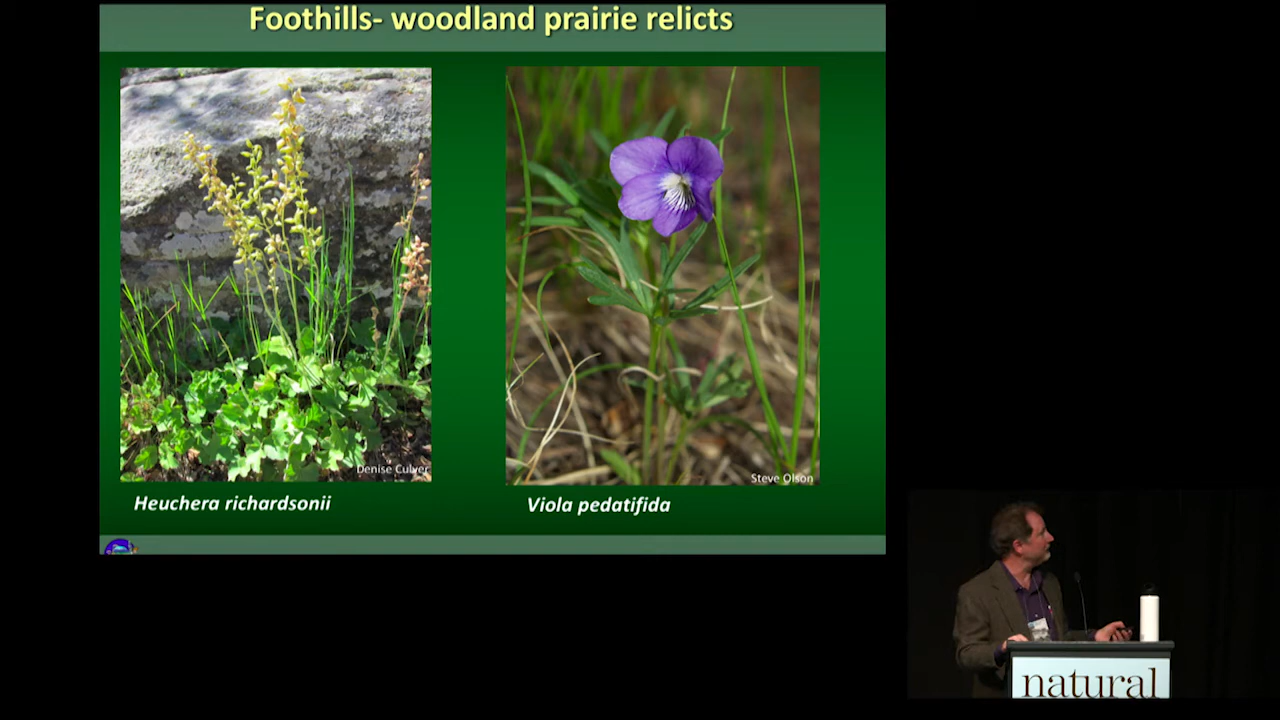 Foothills- woodland prairie relicts
Denise Culver
Steve Olson
Heuchera richardsonii
Viola pedatifida
natural